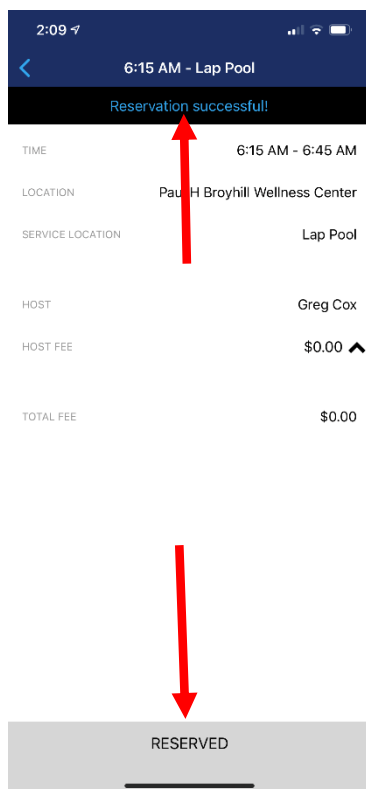 2:09
6:15 AM - Lap Pool
Reservation successful!
TIME 6:15 AM - 6:45 AM
LOCATION Paul H Broyhill Wellness Center
SERVICE LOCATION Lap Pool
HOST Greg Cox
HOST FEE $0.00
TOTAL FEE $0.00
RESERVED